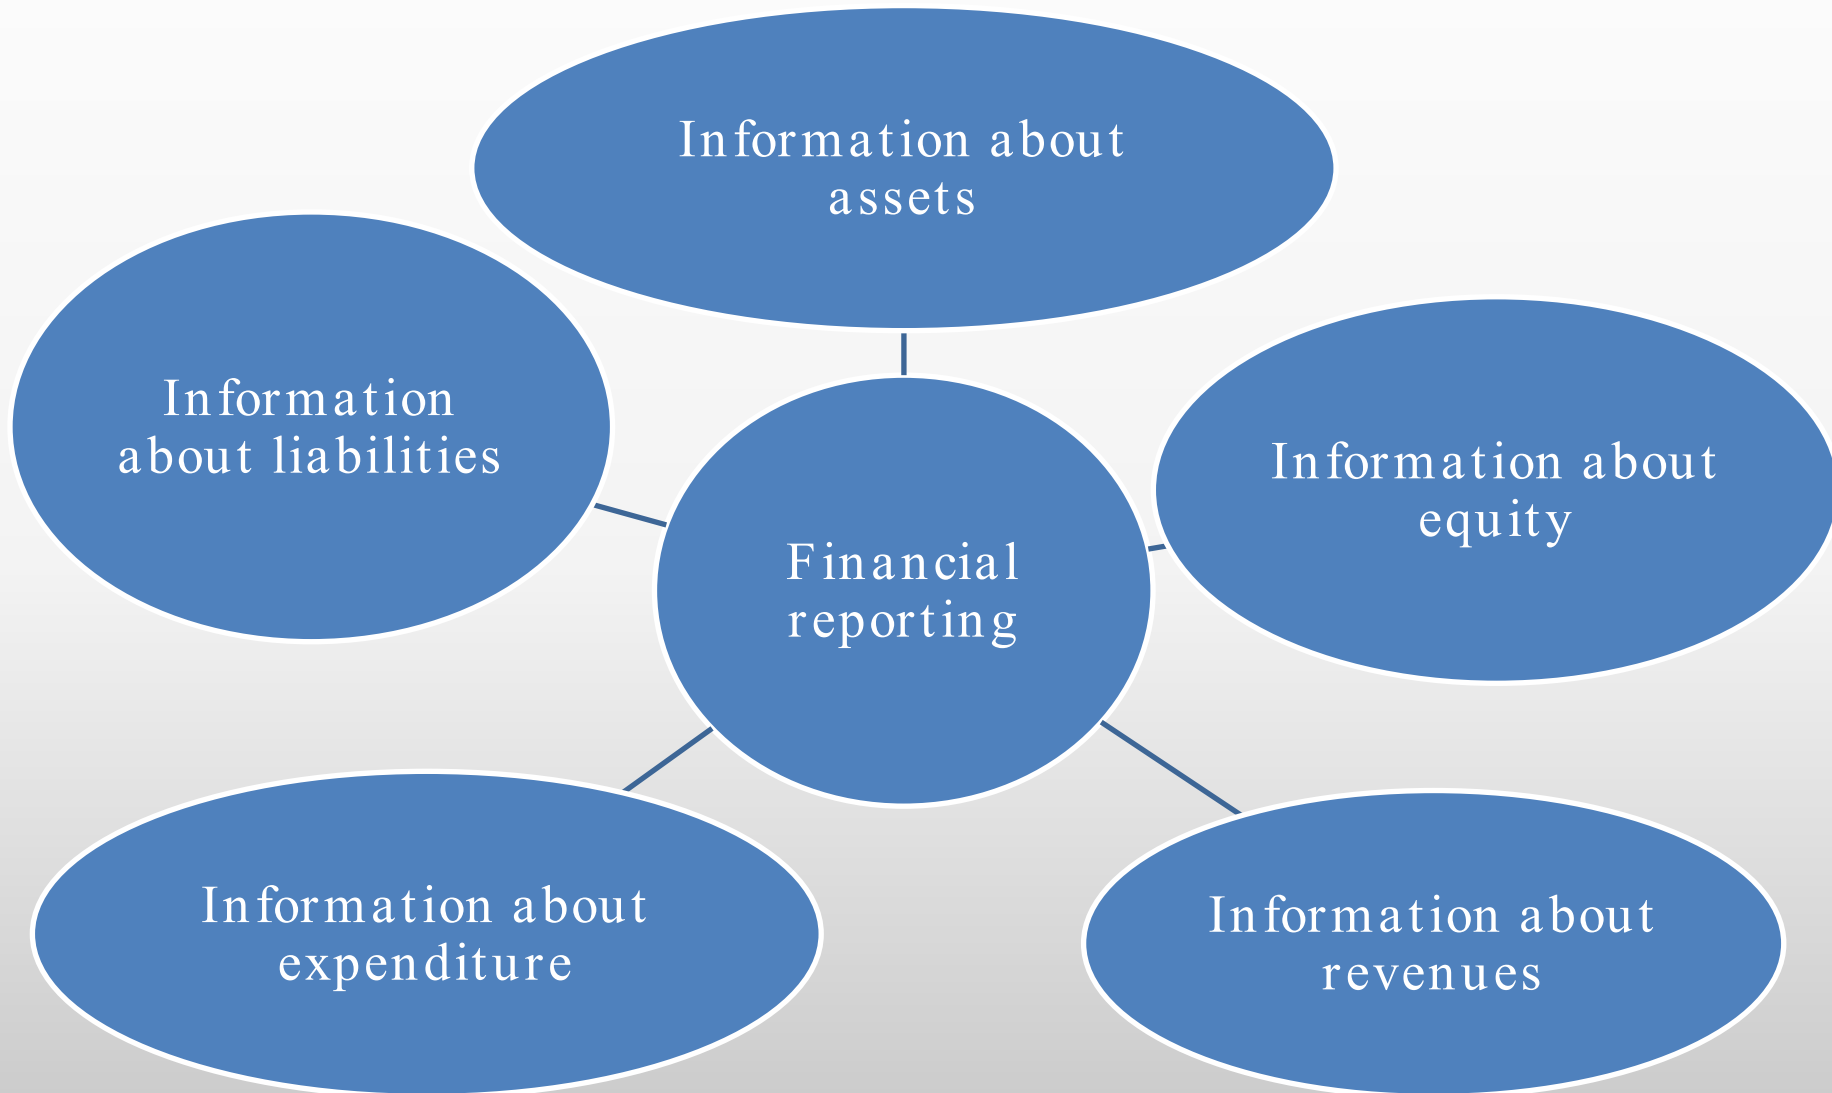 Information about
assets
Information
about liabilities
Information about
equity
Financial
reporting
Information about
expenditure
Information about
revenues